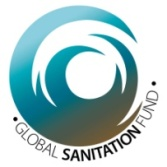 • GLOBAL SANITATION FUND •